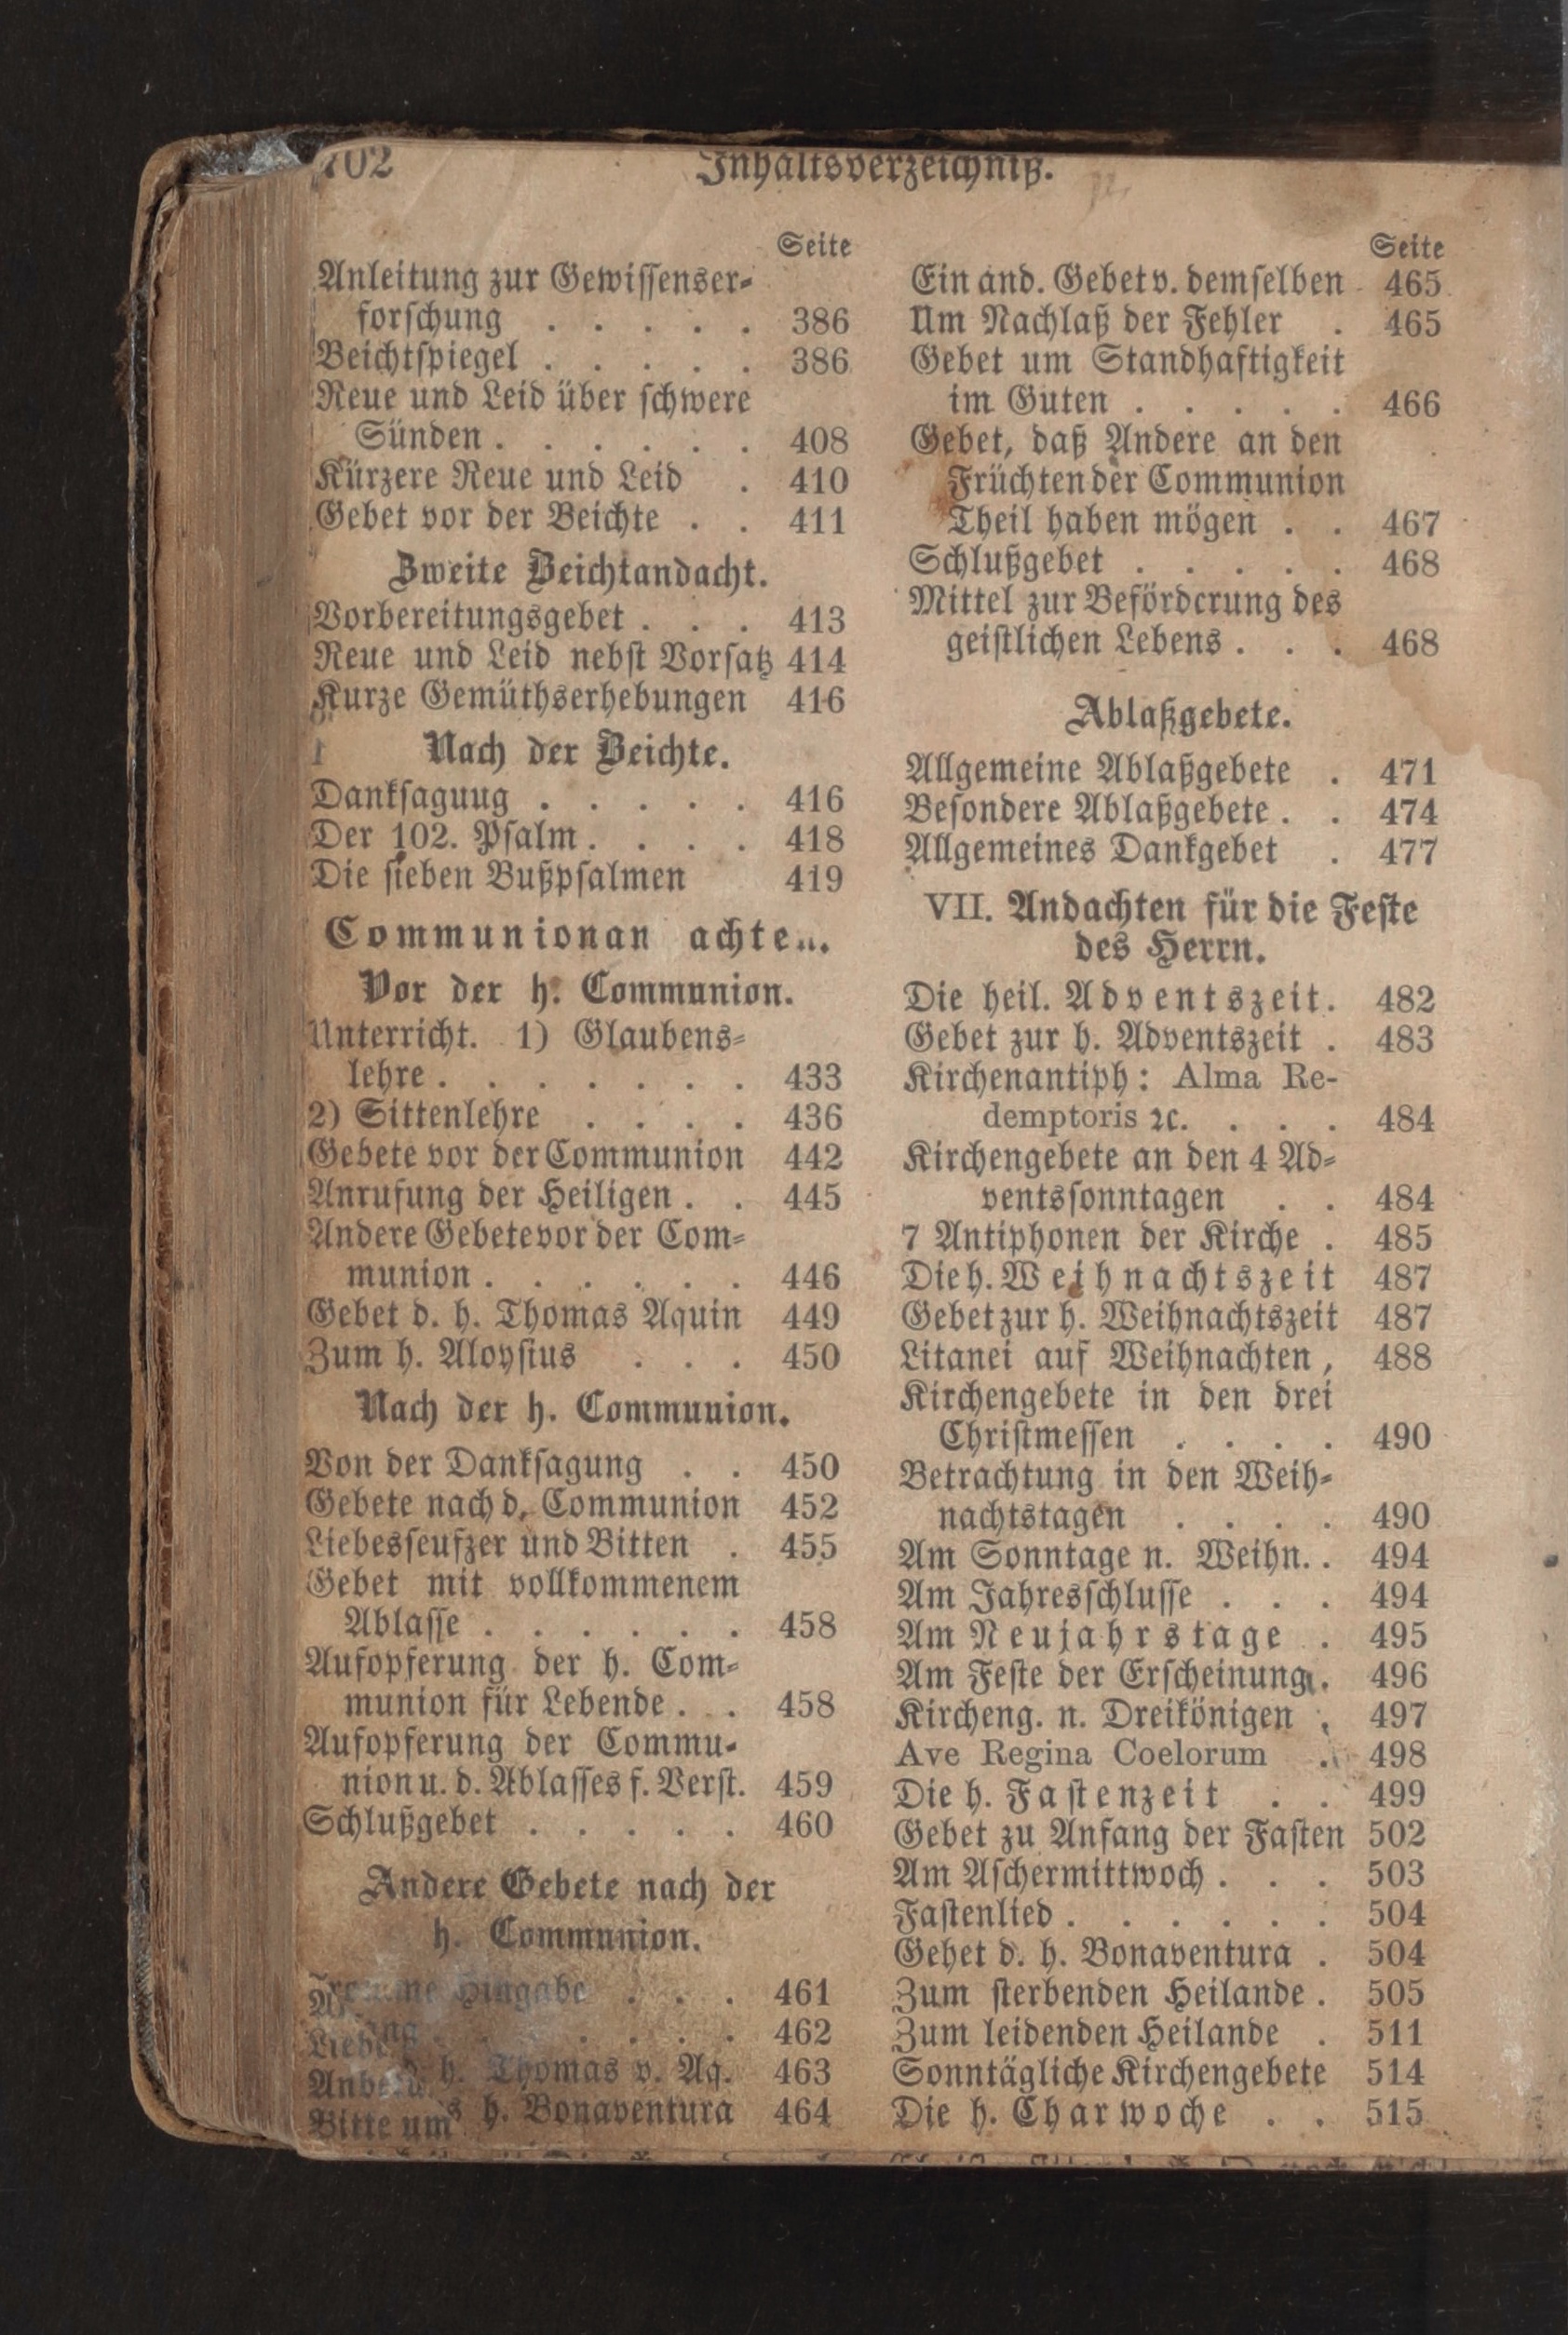 702 Inhaltsverzeichniß.
Seite
Anleitung zur Gewissenser-
forschung . . . . . 386
Beichtspiegel . . . . . 386
Reue und Leid über schwere
Sünden . . . . . . 408
Kürzere Reue und Leid . 410
Gebet vor der Beichte . . 411
Zweite Beichtandacht.
Vorbereitungsgebet . . . 413
Reue und Leid nebst Vorsatz 414
Kurze Gemüthserhebungen 416
Nach der Beichte.
Danksaguug . . . . . 416
Der 102. Psalm . . . . 418
Die sieben Bußpsalmen 419
Communionan achten.
Vor der h. Communion.
Unterricht. 1) Glaubens-
lehre . . . . . . . 433
2) Sittenlehre . . . . 436
Gebete vor der Communion 442
Anrufung der Heiligen . . 445
Andere Gebete vor der Com-
munion . . . . . . 446
Gebet d. h. Thomas Aquin 449
Zum h. Aloysius . . . 450
Nach der h. Commuuion.
Von der Danksagung . . 450
Gebete nach d. Communion 452
Liebesseufzer und Bitten . 455
Gebet mit vollkommenem
Ablasse . . . . . . 458
Aufopferung der h. Com-
munion für Lebende . . 458
Aufopferung der Commu-
nion u. d. Ablasses f. Verst. 459
Schlußgebet . . . . . 460
Andere Gebete nach der
h. Communion.
Hingabe . . . 461
. . . . 462
h. Thomas v. Aq. 463
h. Bonaventura 464
Bitte um
Seite
Ein and. Gebet v. demselben 465
Um Nachlaß der Fehler . 465
Gebet um Standhaftigkeit
im Guten . . . . . 466
Gebet, daß Andere an den
Früchten der Communion
Theil haben mögen . . 467
Schlußgebet . . . . . 468
Mittel zur Beförderung des
geistlichen Lebens . . . 468
Ablaßgebete.
Allgemeine Ablaßgebete . 471
Besondere Ablaßgebete . . 474
Allgemeines Dankgebet . 477
VII. Andachten für die Feste
des Herrn.
Die heil. Adventszeit. 482
Gebet zur h. Adventszeit . 483
Kirchenantiph: Alma Re-
demptoris ꝛc. . . . . 484
Kirchengebete an den 4 Ad-
ventssonntagen . . 484
7 Antiphonen der Kirche . 485
Die h. Weihnachtszeit 487
Gebet zur h. Weihnachtszeit 487
Litanei auf Weihnachten , 488
Kirchengebete in den drei
Christmessen . . . . 490
Betrachtung in den Weih-
nachtstagen . . . . 490
Am Sonntage n. Weihn. . 494
Am Jahresschlusse . . . 494
Am Neujahrstage . 495
Am Feste der Erscheinung . 496
Kircheng. n. Dreikönigen , 497
Ave Regina Coelorum . 498
Die h. Fastenzeit . . 499
Gebet zu Anfang der Fasten 502
Am Aschermittwoch . . . 503
Fastenlied . . . . . . 504
Gehet d. h. Bonaventura . 504
Zum sterbenden Heilande . 505
Zum leidenden Heilande . 511
Sonntägliche Kirchengebete 514
Die h. Charwoche . . 515